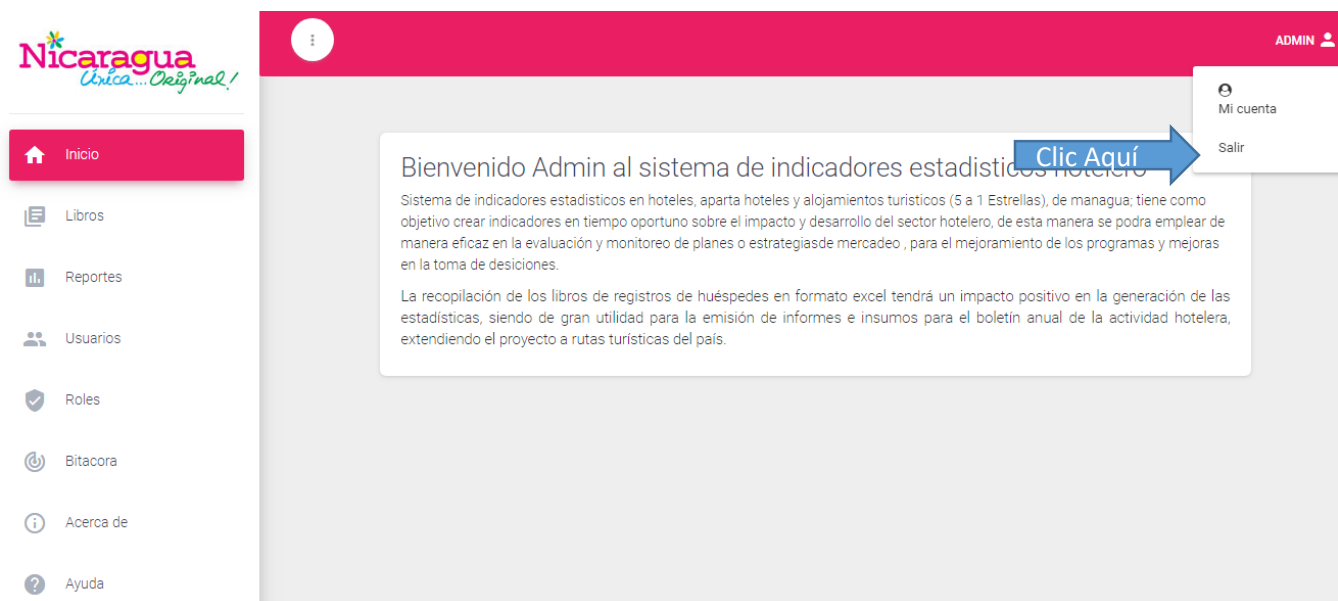 Nicaragua
Única...Original!
ADMIN
Mi cuenta
Salir
Clic Aquí
Inicio
Libros
Reportes
Usuarios
Roles
Bitacora
Acerca de
Ayuda
Bienvenido Admin al sistema de indicadores estadisticos hotelero
Sistema de indicadores estadisticos en hoteles, aparta hoteles y alojamientos turisticos (5 a 1 Estrellas), de managua; tiene como
objetivo crear indicadores en tiempo oportuno sobre el impacto y desarrollo del sector hotelero, de esta manera se podra emplear de
manera eficaz en la evaluación y monitoreo de planes o estrategiasde mercadeo , para el mejoramiento de los programas y mejoras
en la toma de desiciones.
La recopilación de los libros de registros de huéspedes en formato excel tendrá un impacto positivo en la generación de las
estadísticas, siendo de gran utilidad para la emisión de informes e insumos para el boletín anual de la actividad hotelera,
extendiendo el proyecto a rutas turísticas del país.